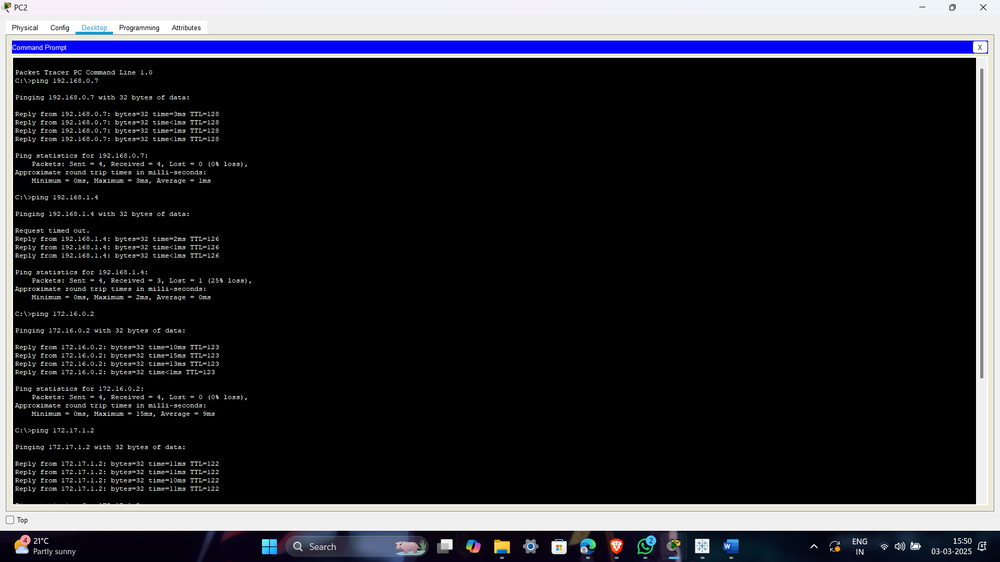 PC2
Physical Config Desktop Programming Attributes
Command Prompt
X
Packet Tracer PC Command Line 1.0
C:\>ping 192.168.0.7
Pinging 192.168.0.7 with 32 bytes of data:
Reply from 192.168.0.7: bytes=32 time=3ms TTL=128
Reply from 192.168.0.7: bytes=32 time<1ms TTL=128
Reply from 192.168.0.7: bytes=32 time=1ms TTL=128
Reply from 192.168.0.7: bytes=32 time<1ms TTL=128
Ping statistics for 192.168.0.7:
Packets: Sent = 4, Received = 4, Lost = 0 (0% loss),
Approximate round trip times in milli-seconds:
Minimum = 0ms, Maximum = 3ms, Average = 1ms
C:\>ping 192.168.1.4
Pinging 192.168.1.4 with 32 bytes of data:
Request timed out.
Reply from 192.168.1.4: bytes=32 time=2ms TTL=126
Reply from 192.168.1.4: bytes=32 time<1ms TTL=126
Reply from 192.168.1.4: bytes=32 time<1ms TTL=126
Ping statistics for 192.168.1.4:
Packets: Sent = 4, Received = 3, Lost = 1 (25% loss),
Approximate round trip times in milli-seconds:
Minimum = 0ms, Maximum = 2ms, Average = 0ms
C:\>ping 172.16.0.2
Pinging 172.16.0.2 with 32 bytes of data:
Reply from 172.16.0.2: bytes=32 time=10ms TTL=123
Reply from 172.16.0.2: bytes=32 time=15ms TTL=123
Reply from 172.16.0.2: bytes=32 time=13ms TTL=123
Reply from 172.16.0.2: bytes=32 time<1ms TTL=123
Ping statistics for 172.16.0.2:
Packets: Sent = 4, Received = 4, Lost = 0 (0% loss),
Approximate round trip times in milli-seconds:
Minimum = 0ms, Maximum = 15ms, Average = 9ms
C:\>ping 172.17.1.2
Pinging 172.17.1.2 with 32 bytes of data:
Reply from 172.17.1.2: bytes=32 time=11ms TTL=122
Reply from 172.17.1.2: bytes=32 time=11ms TTL=122
Reply from 172.17.1.2: bytes=32 time=10ms TTL=122
Reply from 172.17.1.2: bytes=32 time=11ms TTL=122
Top
4
21°C
Partly sunny
Search
2
W
ENG
IN
15:50
03-03-2025